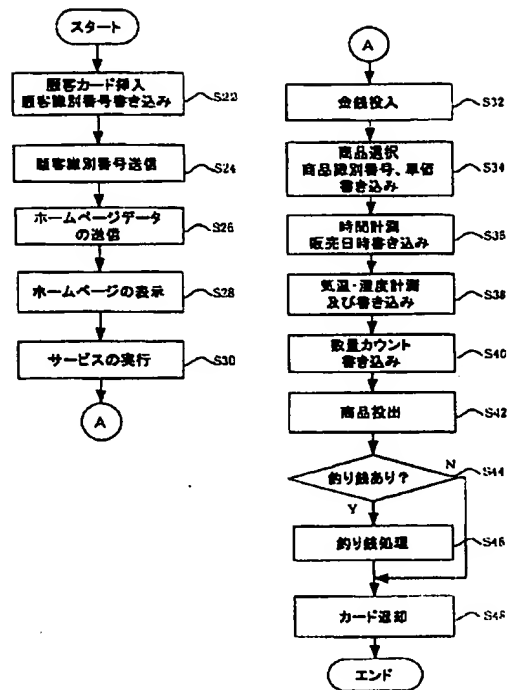 スタート
顧客カード挿入
顧客識別番号書き込み
S22
顧客識別番号送信
S24
ホームページデータ
の送信
S26
ホームページの表示
S28
サービスの実行
S30
A
A
金銭投入
S32
商品選択
商品識別番号、単価
書き込み
S34
時間計測
販売日時書き込み
S36
気温・湿度計測
及び書き込み
S38
数量カウント
書き込み
S40
商品投出
S42
釣り銭あり?
N
S44
Y
釣り銭処理
S46
カード返却
S48
エンド